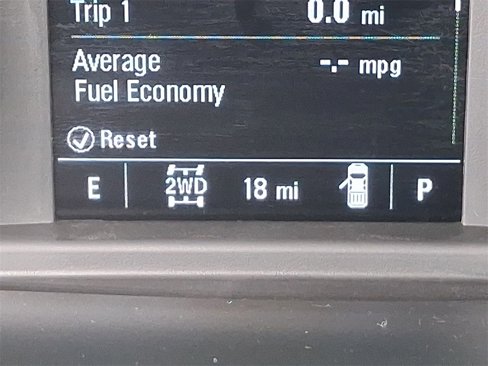 Trip 1 0.0 mi
Average -.- mpg
Fuel Economy
Reset
E 2WD 18 mi P